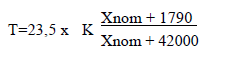 Xnom + 1790
T=23,5 x K
Xnom + 42000